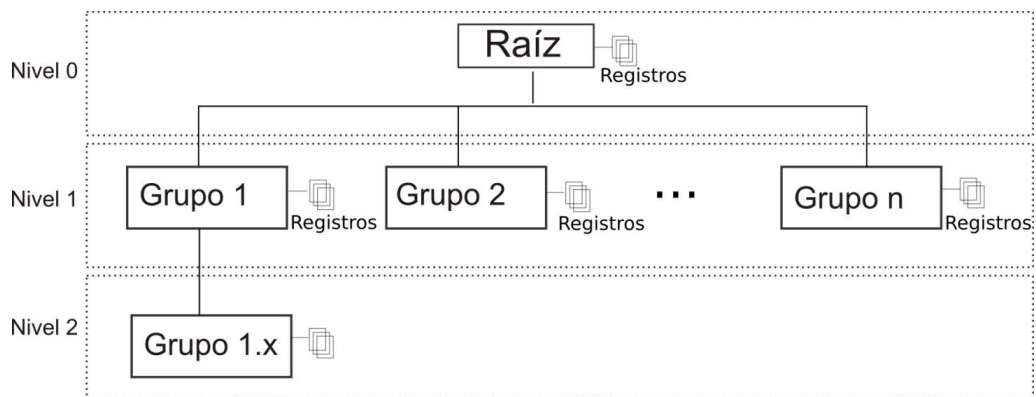 Raíz
Nivel 0
Registros
Nivel 1
Grupo 1
Registros
Grupo 2
Registros
...
Grupo n
Registros
Nivel 2
Grupo 1.x